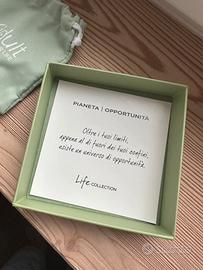 PIANETA | OPPORTUNITÀ
Oltre i tuoi limiti,
appena al di fuori dei tuoi confini,
esiste un universo di opportunità.
Life COLLECTION